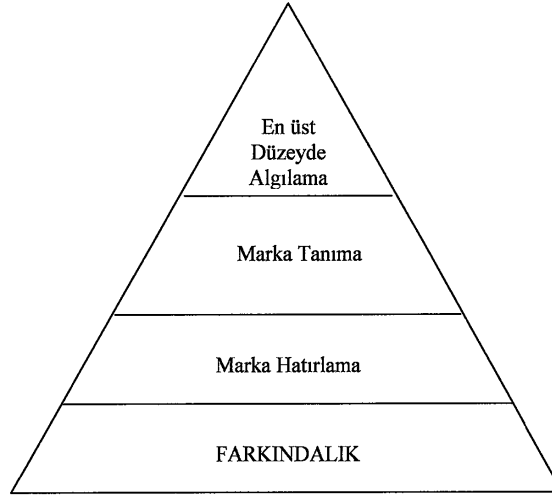 En üst
Düzeyde
Algılama
Marka Tanıma
Marka Hatırlama
FARKINDALIK